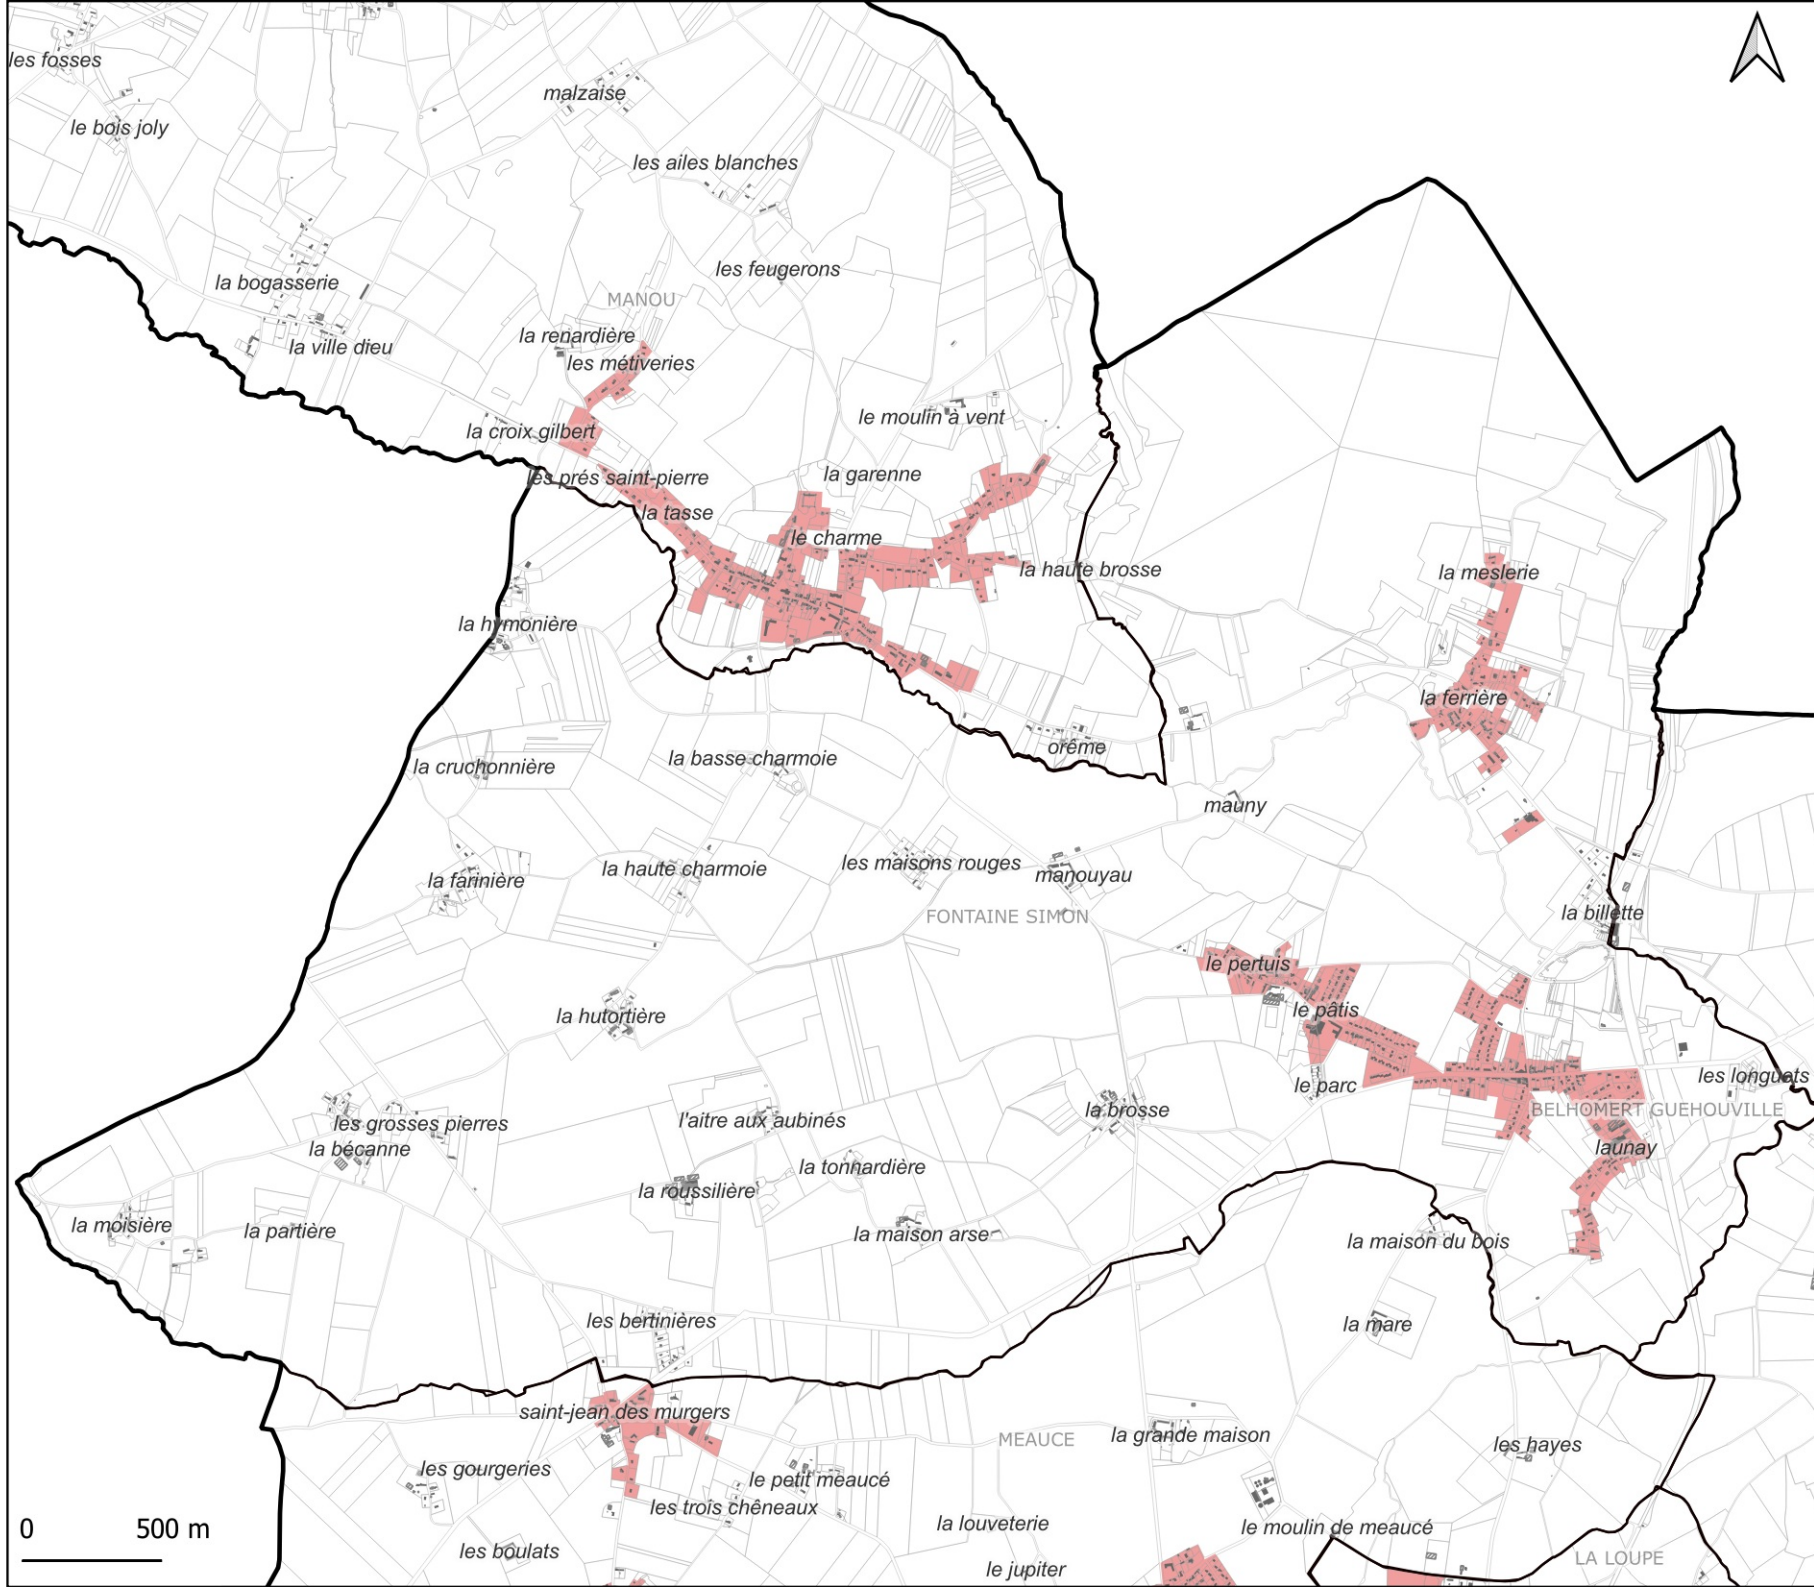 les fosses
malzaise
le bois joly
les ailes blanches
les feugerons
la bogasserie
MANOU
la renardière
la ville dieu
les métiveries
le moulin à vent
la croix gilbert
la garenne
les prés saint-pierre
la tasse
le charme
la haute brosse
la meslerie
la hymonière
la ferrière
orême
la basse charmoie
la cruchonnière
mauny
les maisons rouges
la haute charmoie
manouyau
la farinière
la billette
FONTAINE SIMON
le pertuis
le pâtis
la hutortière
les longuets
le parc
la brosse
BELHOMERT GUEHOUVILLE
l'aître aux aubinés
les grosses pierres
launay
la bécanne
la tonnardière
la roussilière
la moisière
la partière
la maison arse
la maison du bois
les bertinières
la mare
saint-jean des murgers
la grande maison
MEAUCE
les hayes
les gourgeries
le petit meaucé
les trois chêneaux
la louveterie
le moulin de meaucé
0 500 m
les boulats
LA LOUPE
le jupiter